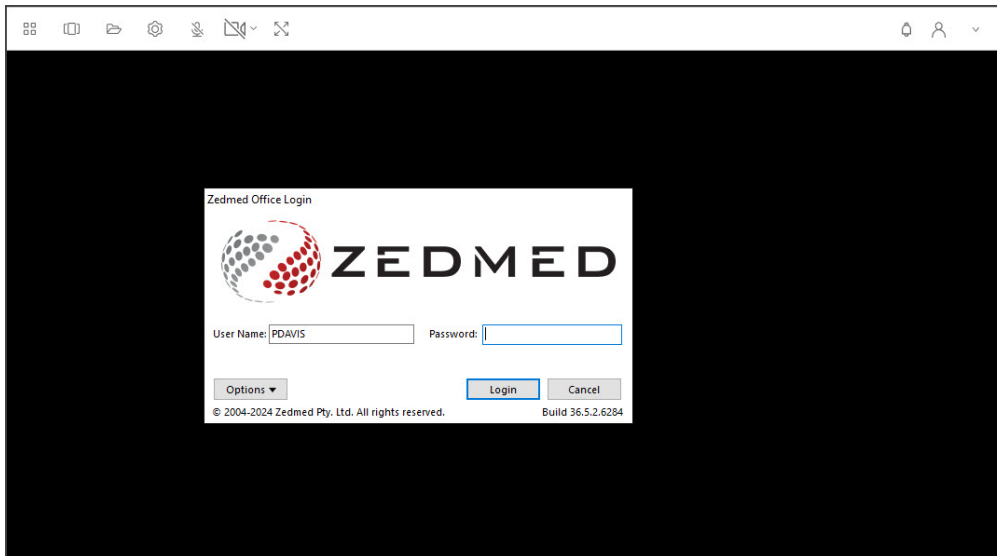 Zedmed Office Login
ZEDMED
User Name: PDAVIS Password:
Options Login Cancel
© 2004-2024 Zedmed Pty. Ltd. All rights reserved. Build 36.5.2.6284